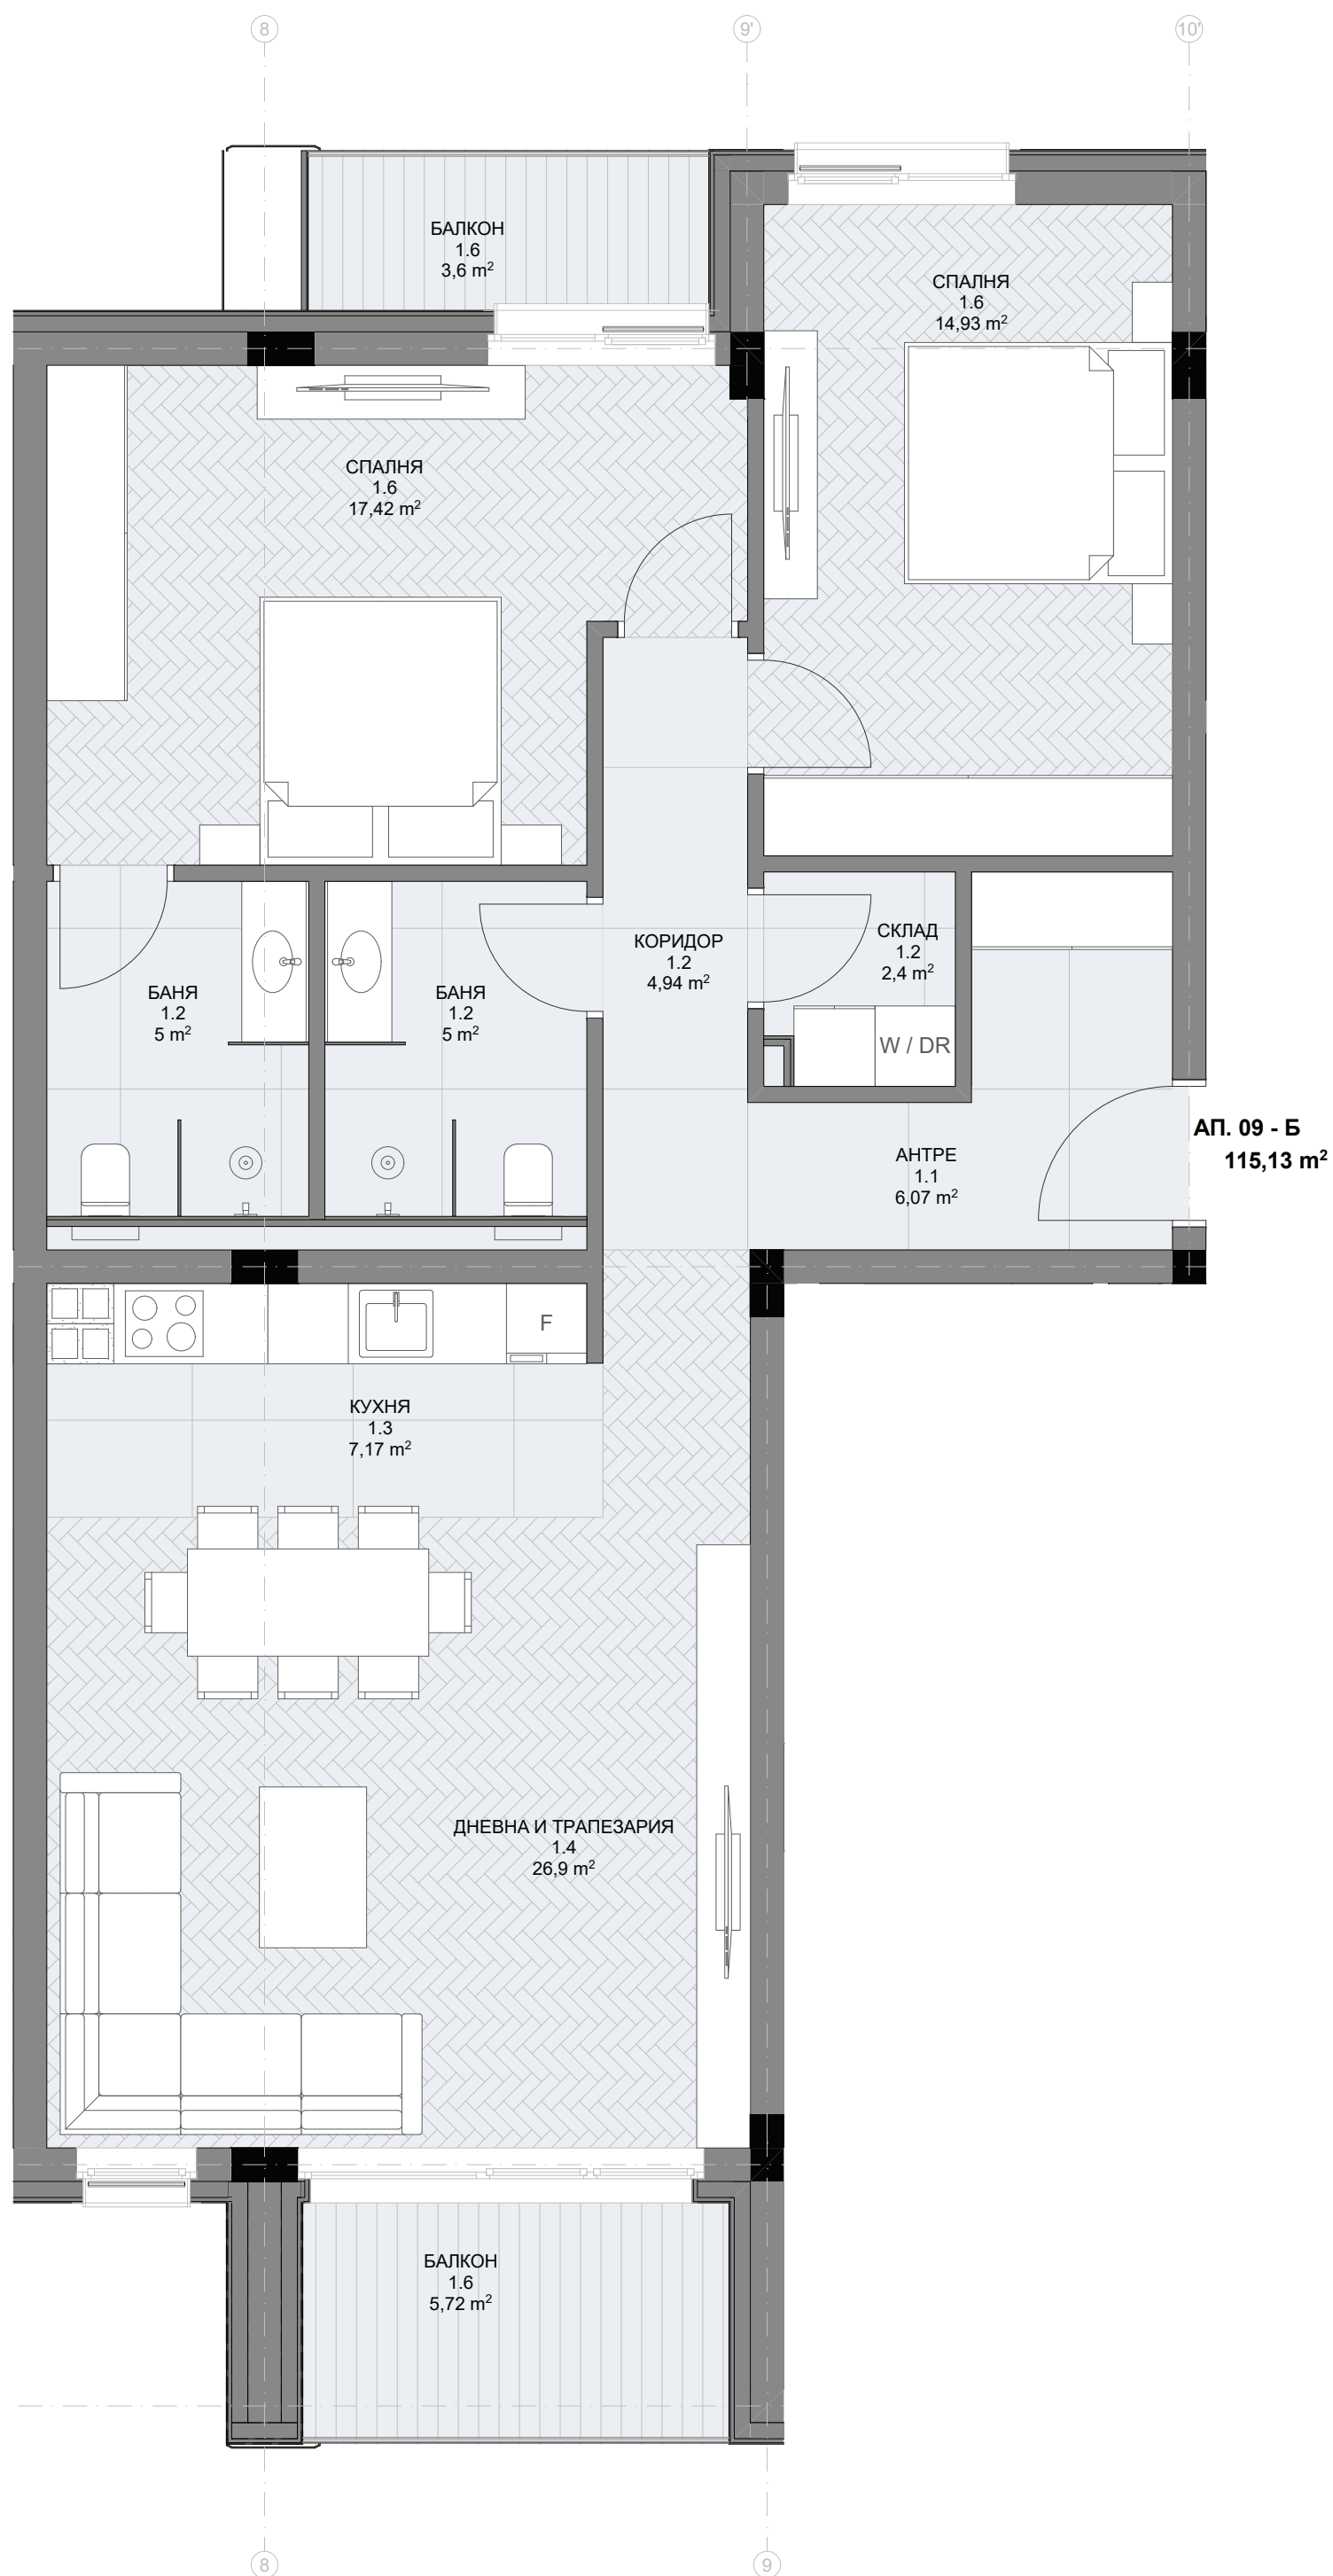 8
9'
10'
БАЛКОН
1.6
3,6 m²
СПАЛНЯ
1.6
14,93 m²
СПАЛНЯ
1.6
17,42 m²
СКЛАД
1.2
2,4 m²
КОРИДОР
1.2
4,94 m²
БАНЯ
1.2
5 m²
БАНЯ
1.2
5 m²
W / DR
АП. 09 - Б
115,13 m²
АНТРЕ
1.1
6,07 m²
F
КУХНЯ
1.3
7,17 m²
ДНЕВНА И ТРАПЕЗАРИЯ
1.4
26,9 m²
БАЛКОН
1.6
5,72 m²
8
9